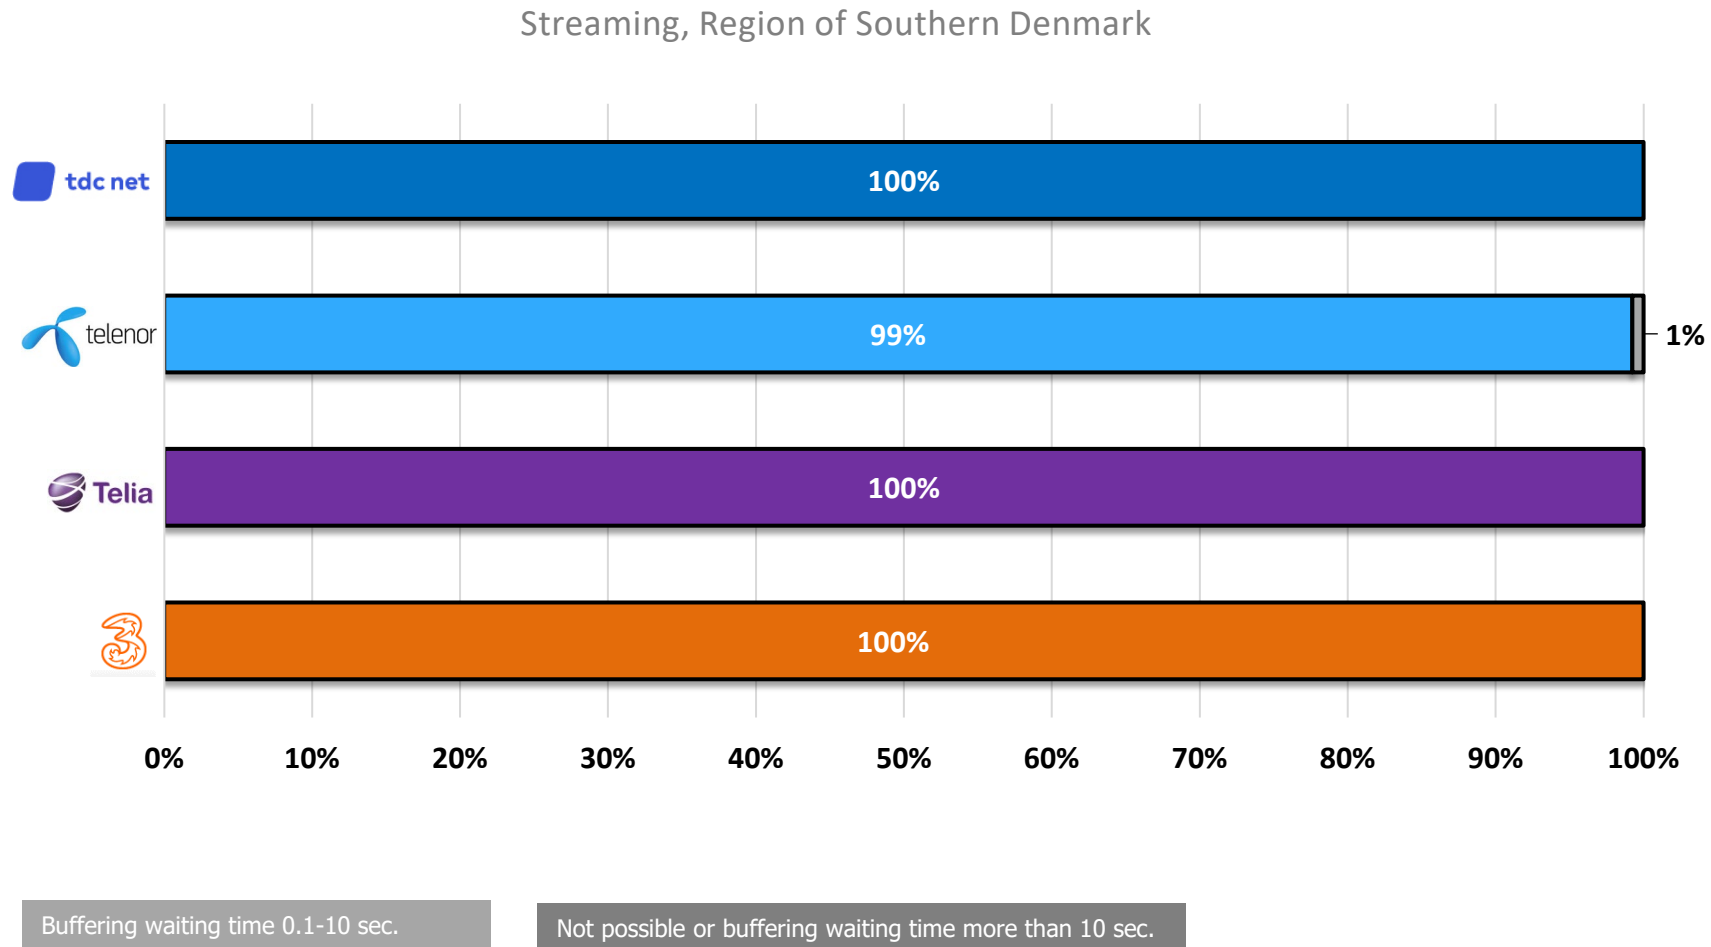 Streaming, Region of Southern Denmark
tdc net
100%
telenor
99%
1%
Telia
100%
3
100%
0%
10%
20%
30%
40%
50%
60%
70%
80%
90%
100%
Buffering waiting time 0.1-10 sec.
Not possible or buffering waiting time more than 10 sec.